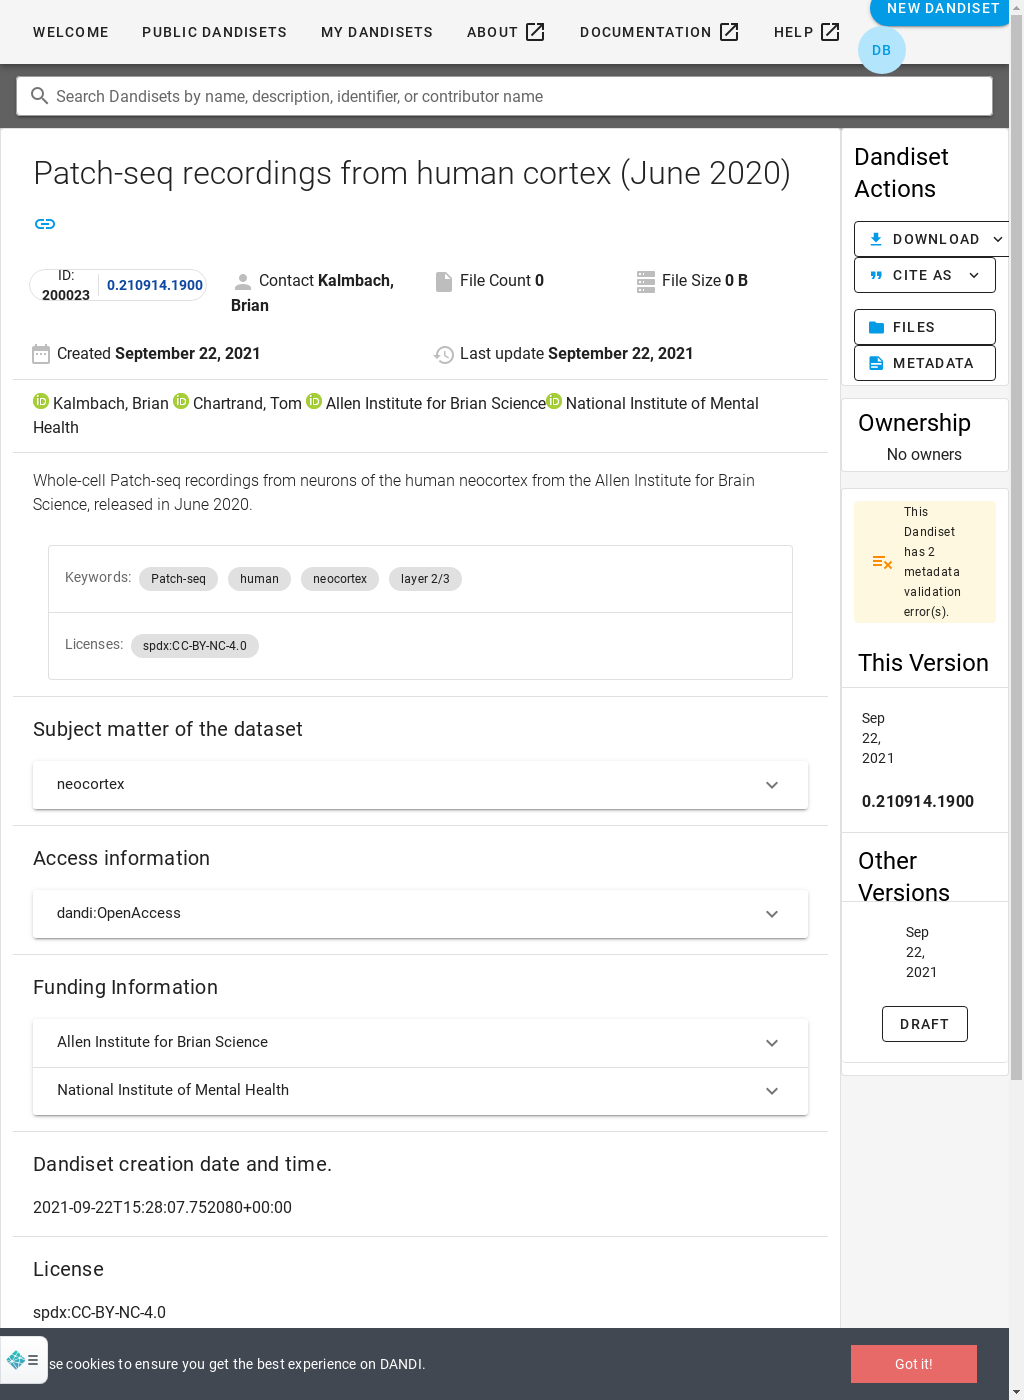 WELCOME PUBLIC DANDISETS MY DANDISETS ABOUT DOCUMENTATION HELP NEW DANDISET
DB
Search Dandisets by name, description, identifier, or contributor name
Patch-seq recordings from human cortex (June 2020)
ID:
200023
0.210914.1900
Contact Kalmbach,
Brian
File Count 0
File Size 0 B
Created September 22, 2021
Last update September 22, 2021
Kalmbach, Brian Chartrand, Tom Allen Institute for Brian Science National Institute of Mental
Health
Whole-cell Patch-seq recordings from neurons of the human neocortex from the Allen Institute for Brain
Science, released in June 2020.
Keywords: Patch-seq human neocortex layer 2/3
Licenses: spdx:CC-BY-NC-4.0
Subject matter of the dataset
neocortex
Access information
dandi:OpenAccess
Funding Information
Allen Institute for Brian Science
National Institute of Mental Health
Dandiset creation date and time.
2021-09-22T15:28:07.752080+00:00
License
spdx:CC-BY-NC-4.0
Dandiset
Actions
DOWNLOAD
CITE AS
FILES
METADATA
Ownership
No owners
This
Dandiset
has 2
metadata
validation
error(s).
This Version
Sep
22,
2021
0.210914.1900
Other
Versions
Sep
22,
2021
DRAFT
se cookies to ensure you get the best experience on DANDI.
Got it!